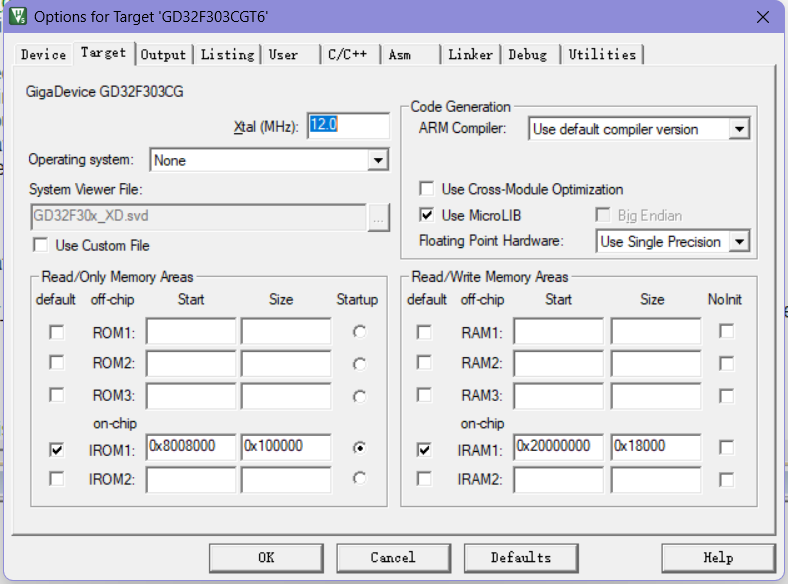 Options for Target 'GD32F303CGT6'
Device Target Output Listing User C/C++ Asm Linker Debug Utilities
GigaDevice GD32F303CG
Xtal (MHz): 12.0
Operating system: None
System Viewer File:
GD32F30x_XD.svd ...
Use Custom File
Code Generation
ARM Compiler: Use default compiler version
Use Cross-Module Optimization
Use MicroLIB Big Endian
Floating Point Hardware: Use Single Precision
Read/Only Memory Areas
default off-chip Start Size Startup
ROM1:
ROM2:
ROM3:
on-chip
IROM1: 0x8008000 0x100000
IROM2:
Read/Write Memory Areas
default off-chip Start Size NoInit
RAM1:
RAM2:
RAM3:
on-chip
IRAM1: 0x20000000 0x18000
IRAM2:
OK Cancel Defaults Help